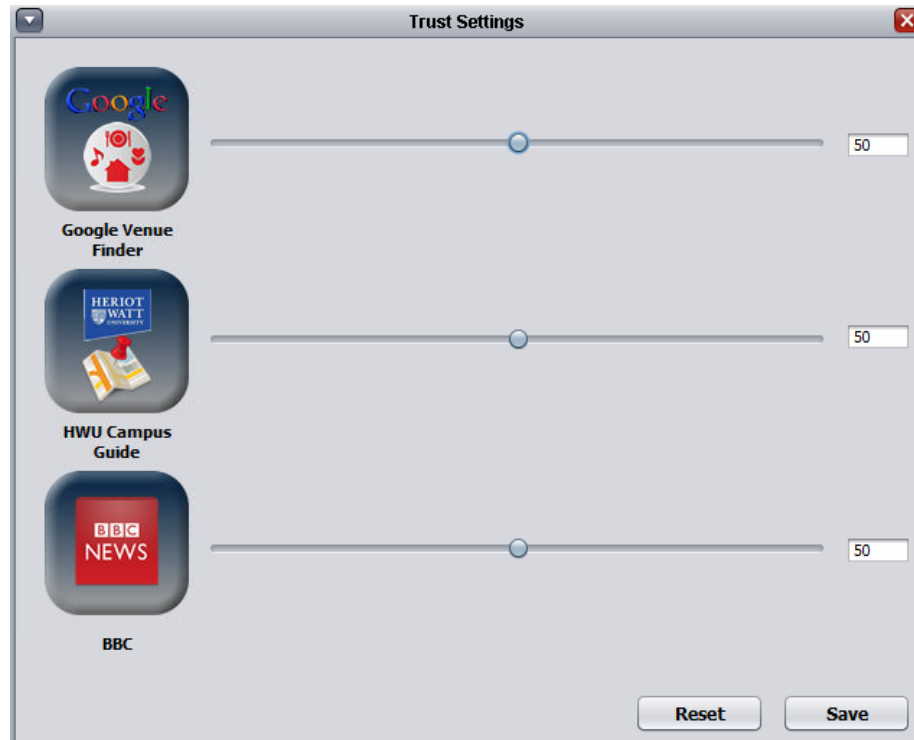 Trust Settings
Google
50
Google Venue
Finder
HERIOT
WATT
UNIVERSITY
50
HWU Campus
Guide
BBC
NEWS
50
BBC
Reset
Save